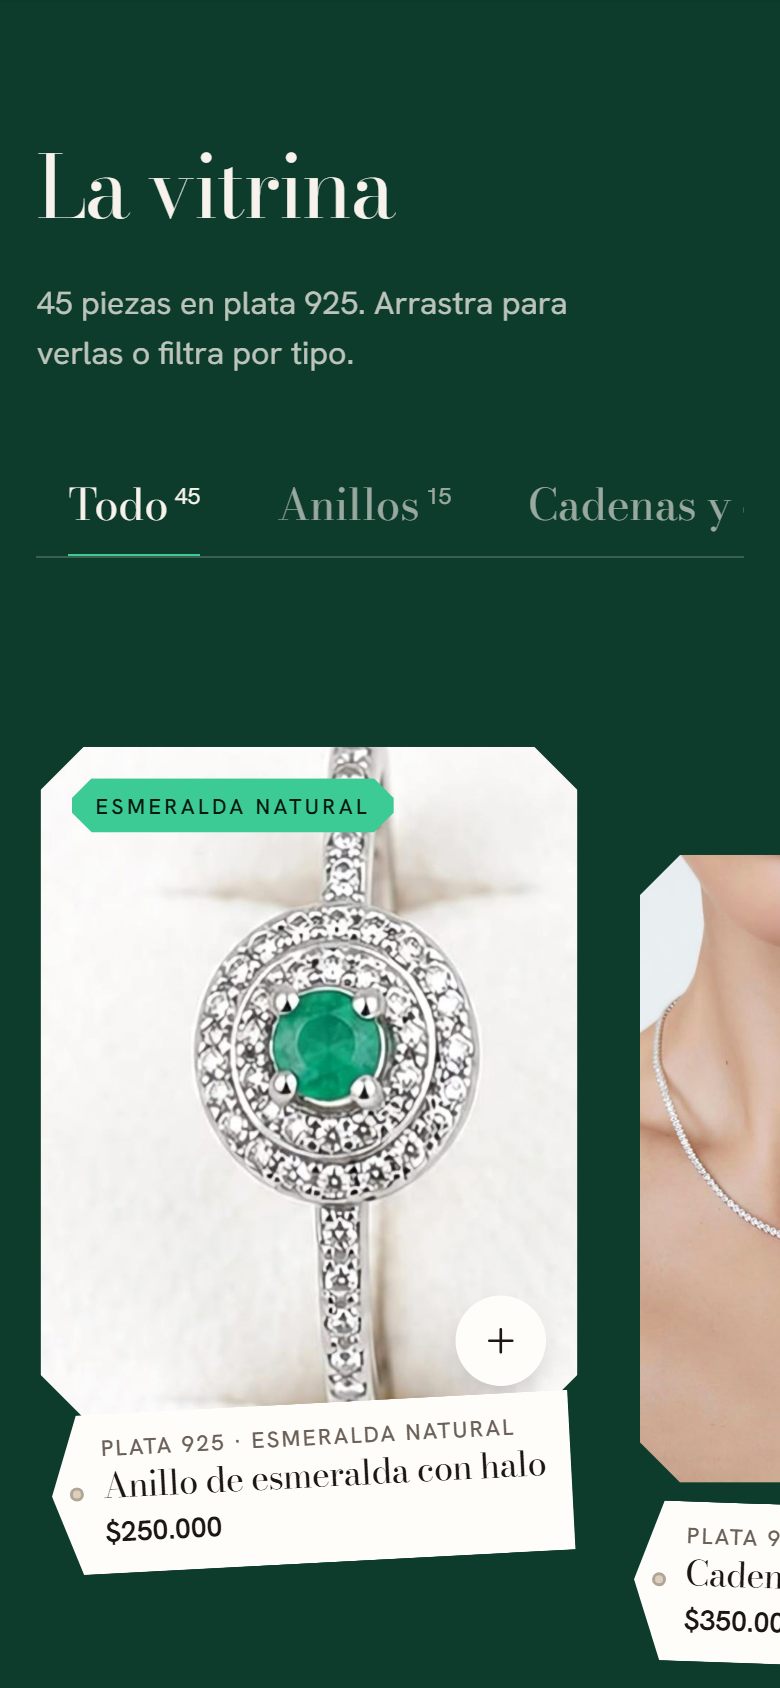 La vitrina
45 piezas en plata 925. Arrastra para
verlas o filtra por tipo.
Todo 45 Anillos 15 Cadenas y
ESMERALDA NATURAL
+
PLATA 925 · ESMERALDA NATURAL
Anillo de esmeralda con halo
$250.000
PLATA 9
Caden
$350.00